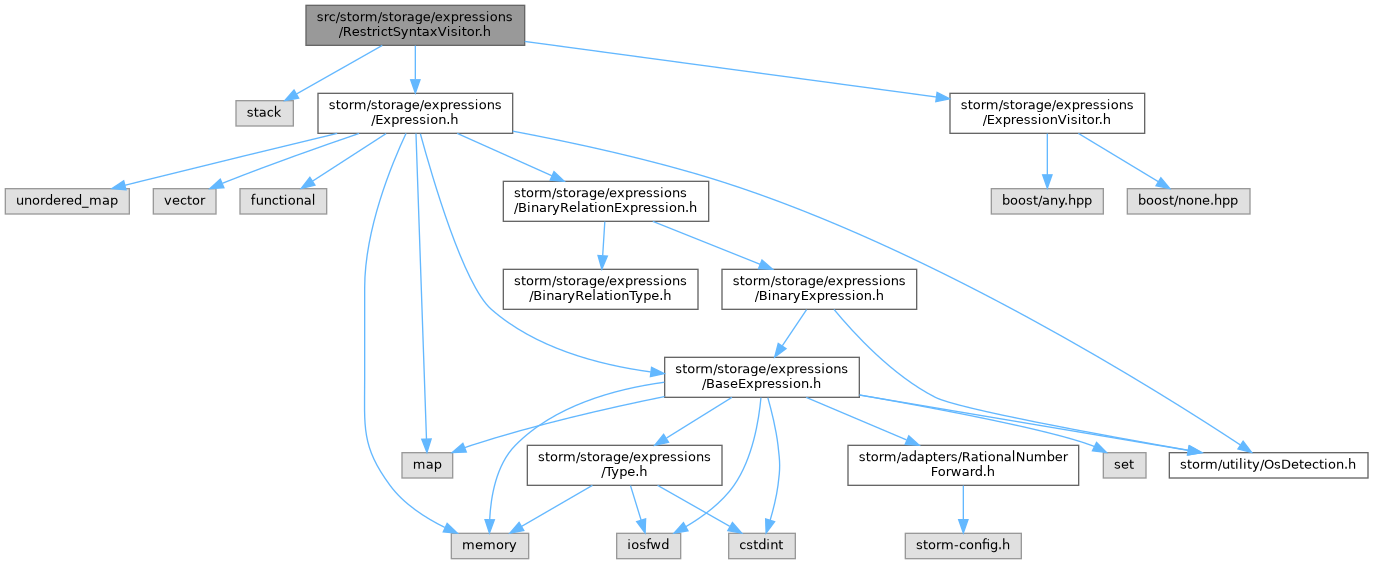 src/storm/storage/expressions
/RestrictSyntaxVisitor.h
stack
storm/storage/expressions
/Expression.h
storm/storage/expressions
/ExpressionVisitor.h
unordered_map
vector
functional
storm/storage/expressions
/BinaryRelationExpression.h
boost/any.hpp
boost/none.hpp
storm/storage/expressions
/BinaryRelationType.h
storm/storage/expressions
/BinaryExpression.h
storm/storage/expressions
/BaseExpression.h
map
storm/storage/expressions
/Type.h
storm/adapters/RationalNumber
Forward.h
set
storm/utility/OsDetection.h
memory
iosfwd
cstdint
storm-config.h